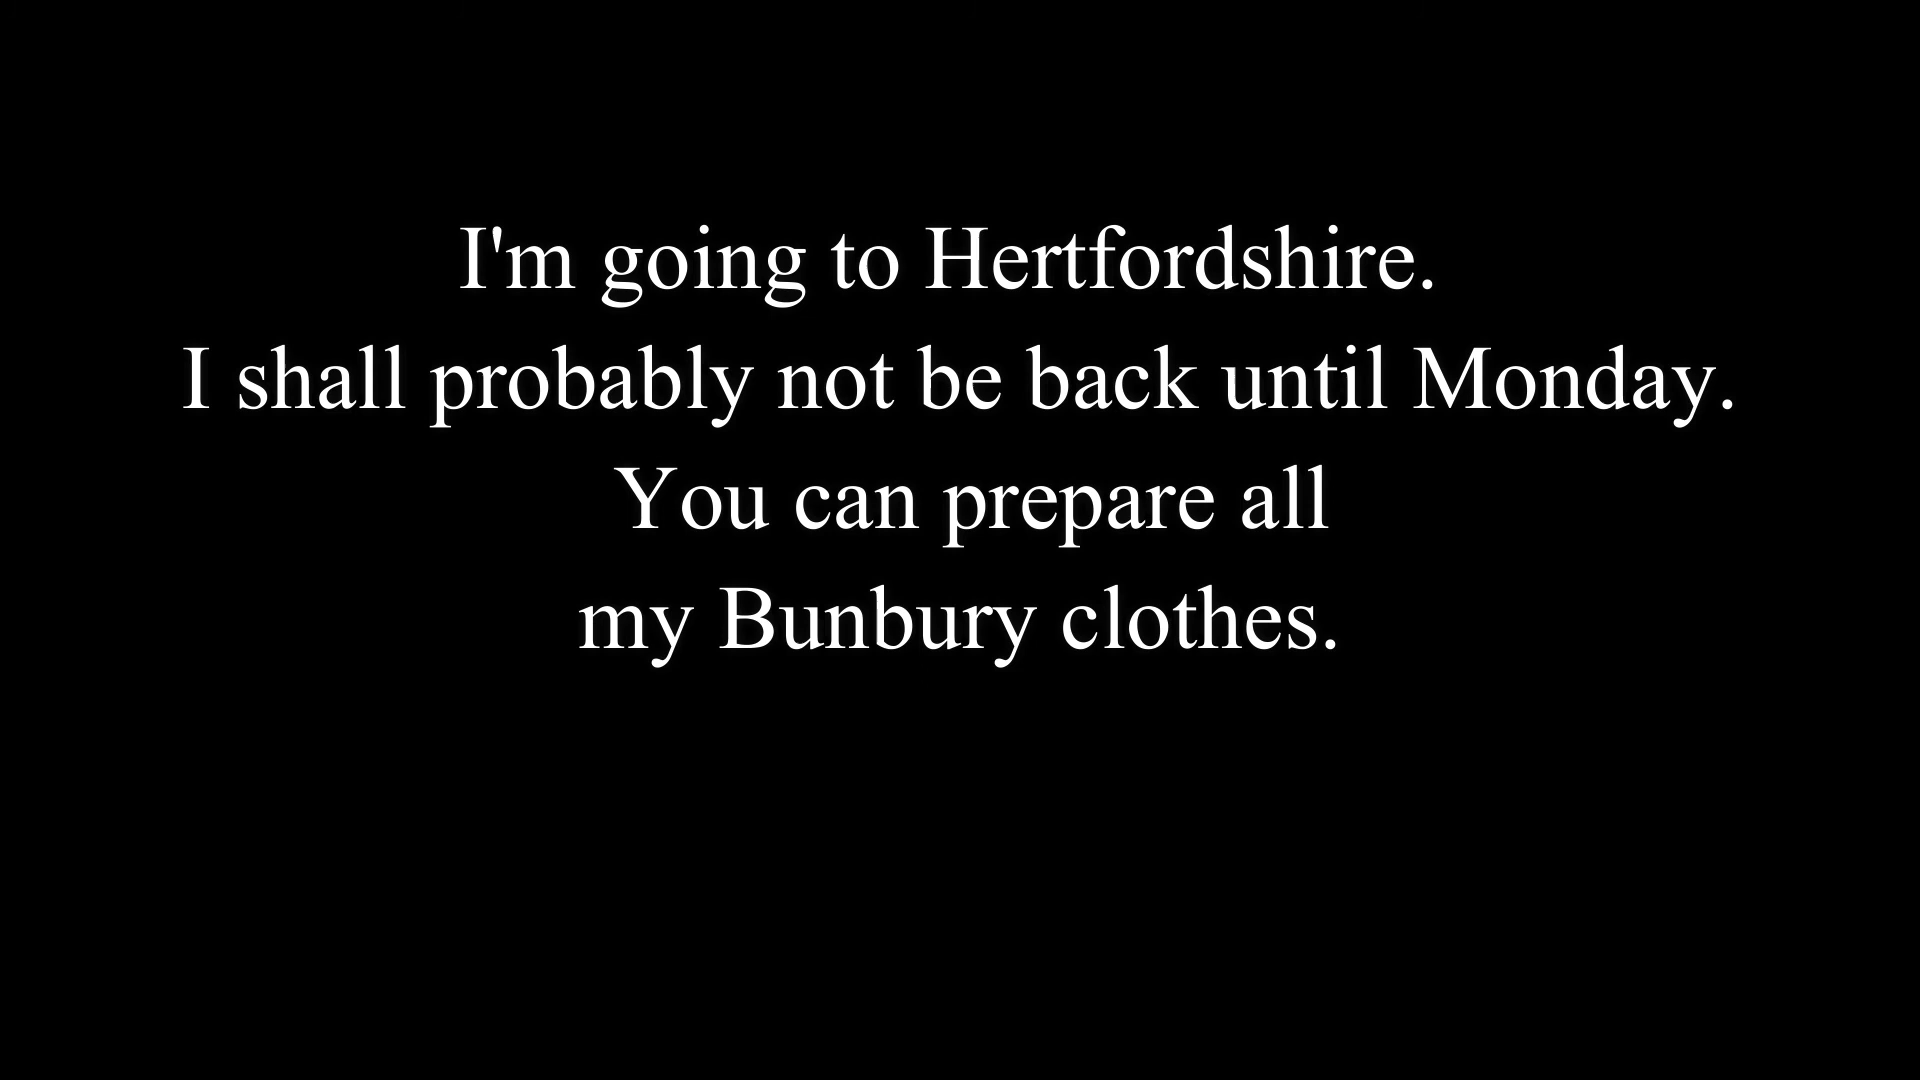 I'm going to Hertfordshire.
I shall probably not be back until Monday.
You can prepare all
my Bunbury clothes.